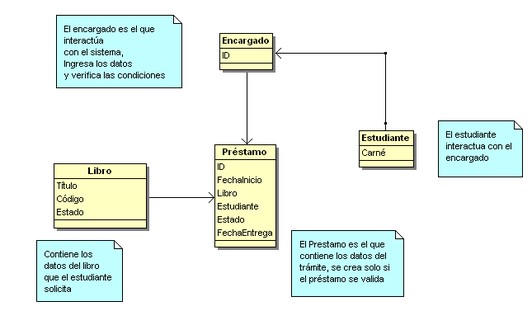 El encargado es el que
interactúa
con el sistema,
Ingresa los datos
y verifica las condiciones
Encargado
ID
Estudiante
Carné
El estudiante
interactua con el
encargado
Préstamo
ID
FechaInicio
Libro
Estudiante
Estado
FechaEntrega
Libro
Título
Código
Estado
Contiene los
datos del libro
que el estudiante
solicita
El Prestamo es el que
contiene los datos del
trámite, se crea solo si
el préstamo se valida